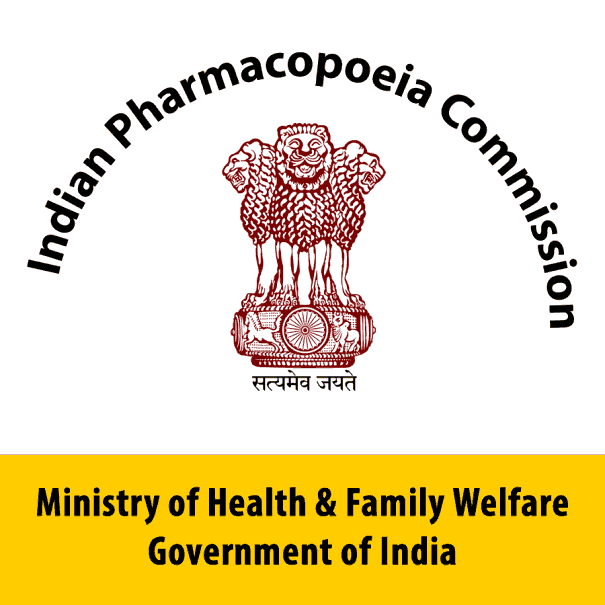 Indian Pharmacopoeia Commission
सत्यमेव जयते
Ministry of Health & Family Welfare
Government of India